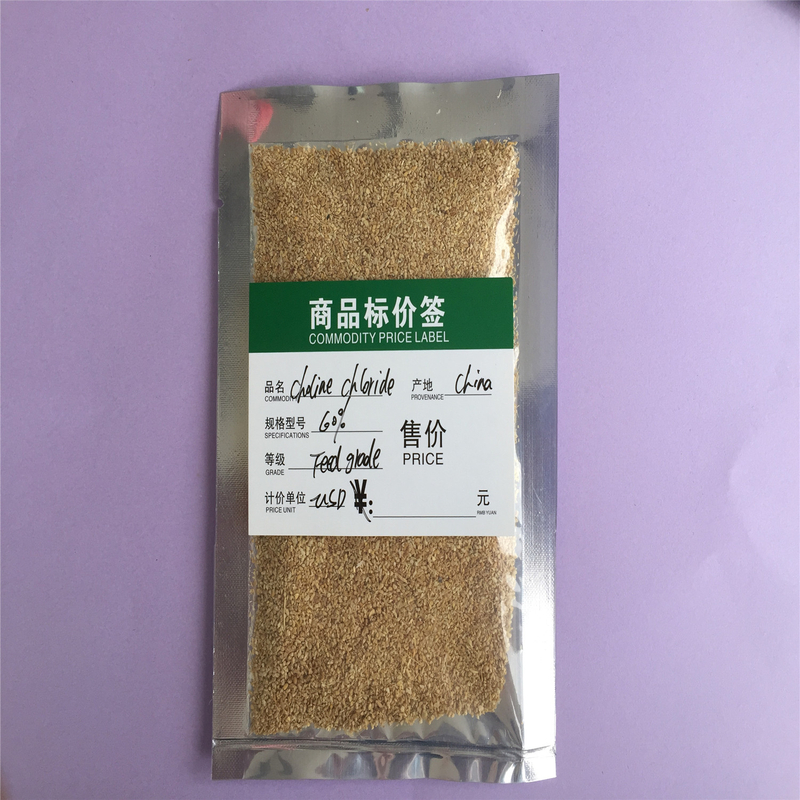 商品标价签
COMMODITY PRICE LABEL
品名 Choline chloride 产地 China
COMMODITY PROVENANCE
规格型号 60%
SPECIFICATIONS
售价
PRICE
等级 Feed grade
GRADE
计价单位 USD ¥: 元
PRICE UNIT RMB YUAN